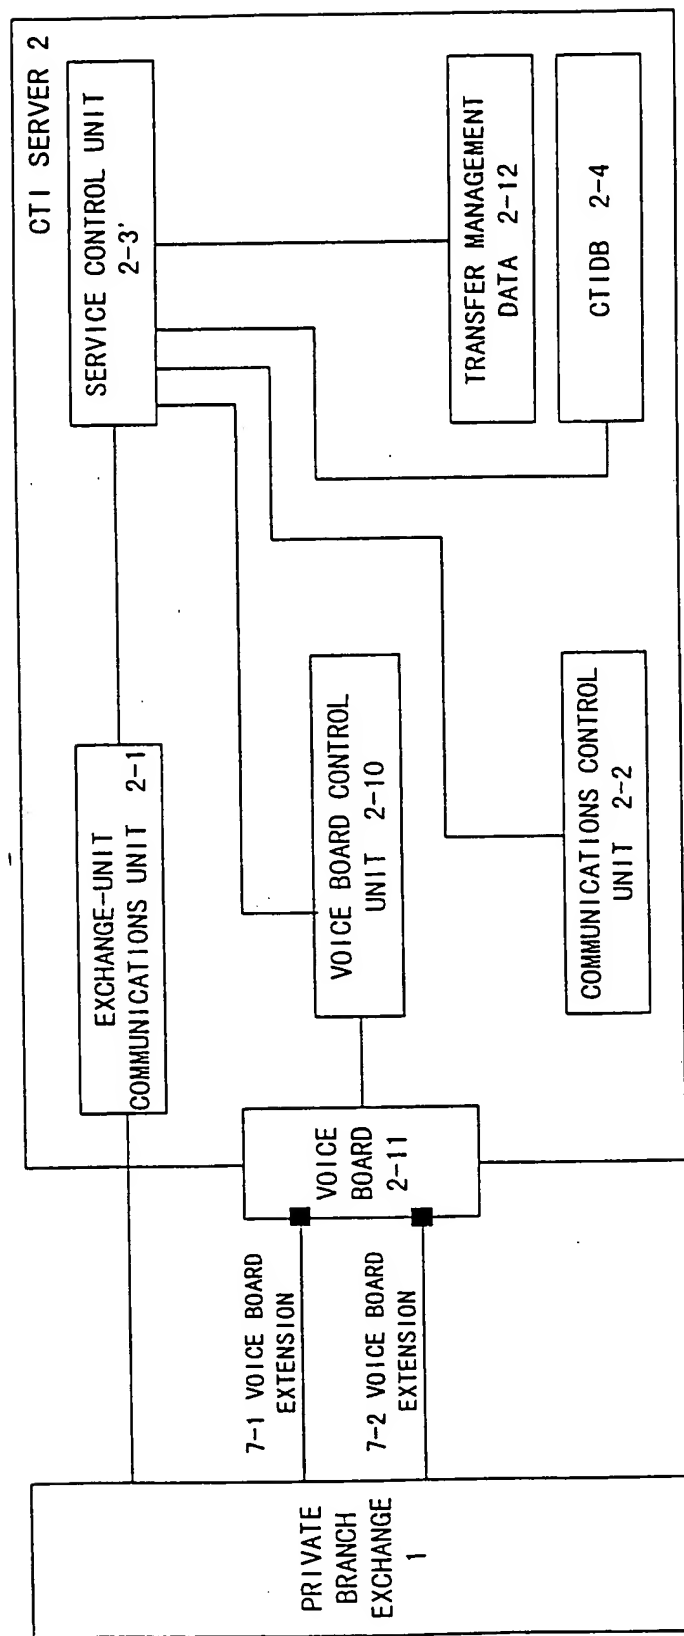 CTI SERVER 2
SERVICE CONTROL UNIT
2-3'
TRANSFER MANAGEMENT
DATA 2-12
CTIDB 2-4
EXCHANGE-UNIT
COMMUNICATIONS UNIT 2-1
VOICE BOARD CONTROL
UNIT 2-10
COMMUNICATIONS CONTROL
UNIT 2-2
VOICE
BOARD
2-11
7-1 VOICE BOARD
EXTENSION
7-2 VOICE BOARD
EXTENSION
PRIVATE
BRANCH
EXCHANGE
1